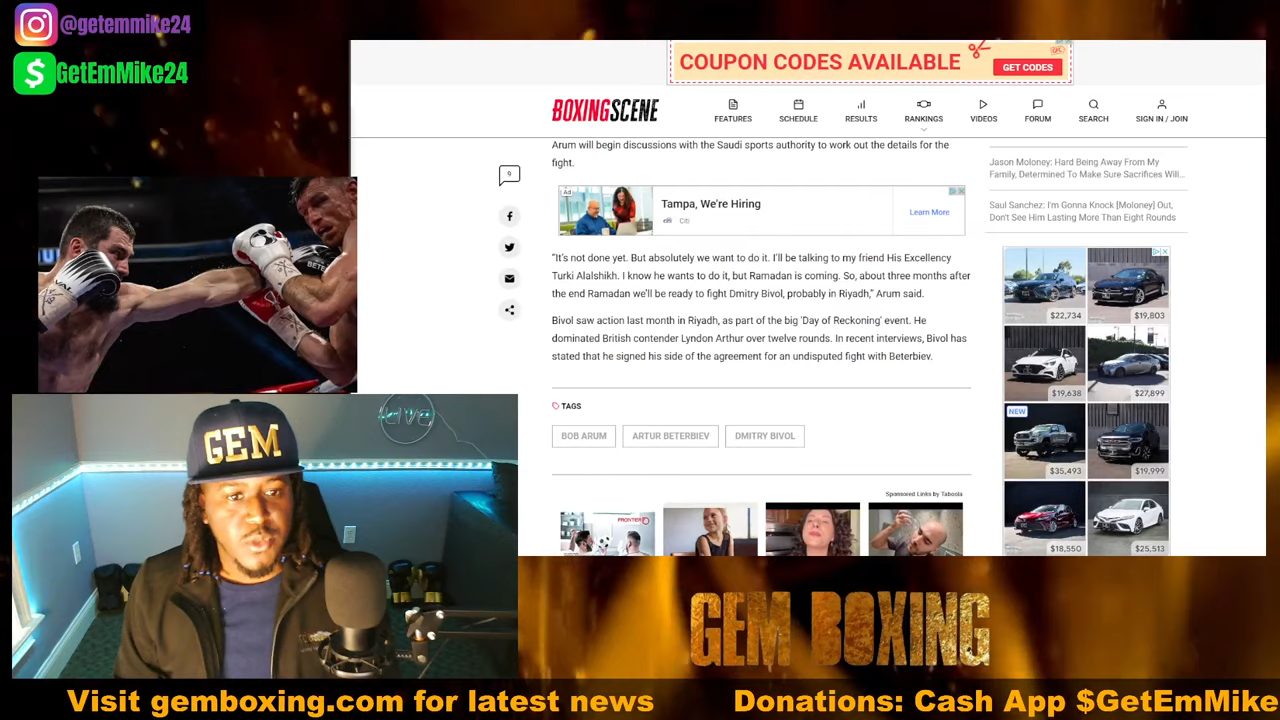 @getemmike24
GetEmMike24
COUPON CODES AVAILABLE
GET CODES
BOXINGSCENE
FEATURES
SCHEDULE
RESULTS
RANKINGS
VIDEOS
FORUM
SEARCH
SIGN IN / JOIN
Arum will begin discussions with the Saudi sports authority to work out the details for the
fight.
9
Ad
Tampa, We're Hiring
Citi
Learn More
"It's not done yet. But absolutely we want to do it. I'll be talking to my friend His Excellency
Turki Alalshikh. I know he wants to do it, but Ramadan is coming. So, about three months after
the end Ramadan we'll be ready to fight Dmitry Bivol, probably in Riyadh," Arum said.
Bivol saw action last month in Riyadh, as part of the big 'Day of Reckoning' event. He
dominated British contender Lyndon Arthur over twelve rounds. In recent interviews, Bivol has
stated that he signed his side of the agreement for an undisputed fight with Beterbiev.
TAGS
BOB ARUM
ARTUR BETERBIEV
DMITRY BIVOL
Sponsored Links by Taboola
FRONTIER
Jason Moloney: Hard Being Away From My
Family, Determined To Make Sure Sacrifices Will...
Saul Sanchez: I'm Gonna Knock [Moloney] Out,
Don't See Him Lasting More Than Eight Rounds
$22,734
$19,803
$19,638
$27,899
NEW
$35,493
$19,999
$18,550
$25,513
live
GEM
GEM BOXING
Visit gemboxing.com for latest news
Donations: Cash App $GetEmMike